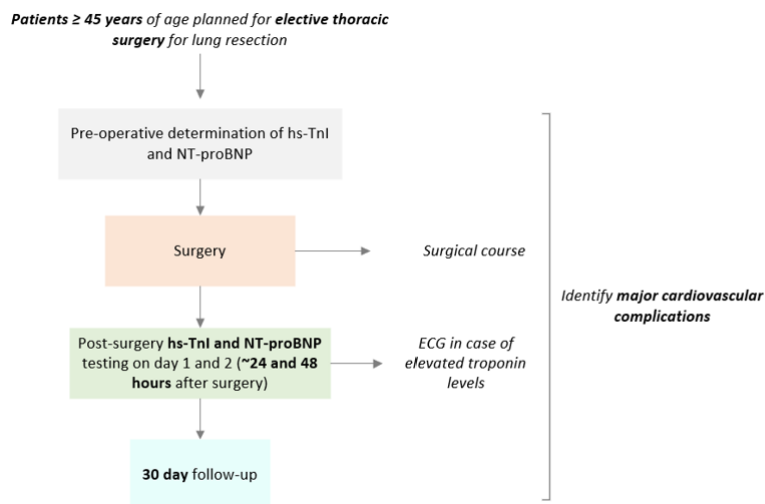 Patients ≥ 45 years of age planned for elective thoracic
surgery for lung resection
Pre-operative determination of hs-TnI
and NT-proBNP
Surgery
Surgical course
Identify major cardiovascular
complications
Post-surgery hs-TnI and NT-proBNP
testing on day 1 and 2 (~24 and 48
hours after surgery)
ECG in case of
elevated troponin
levels
30 day follow-up